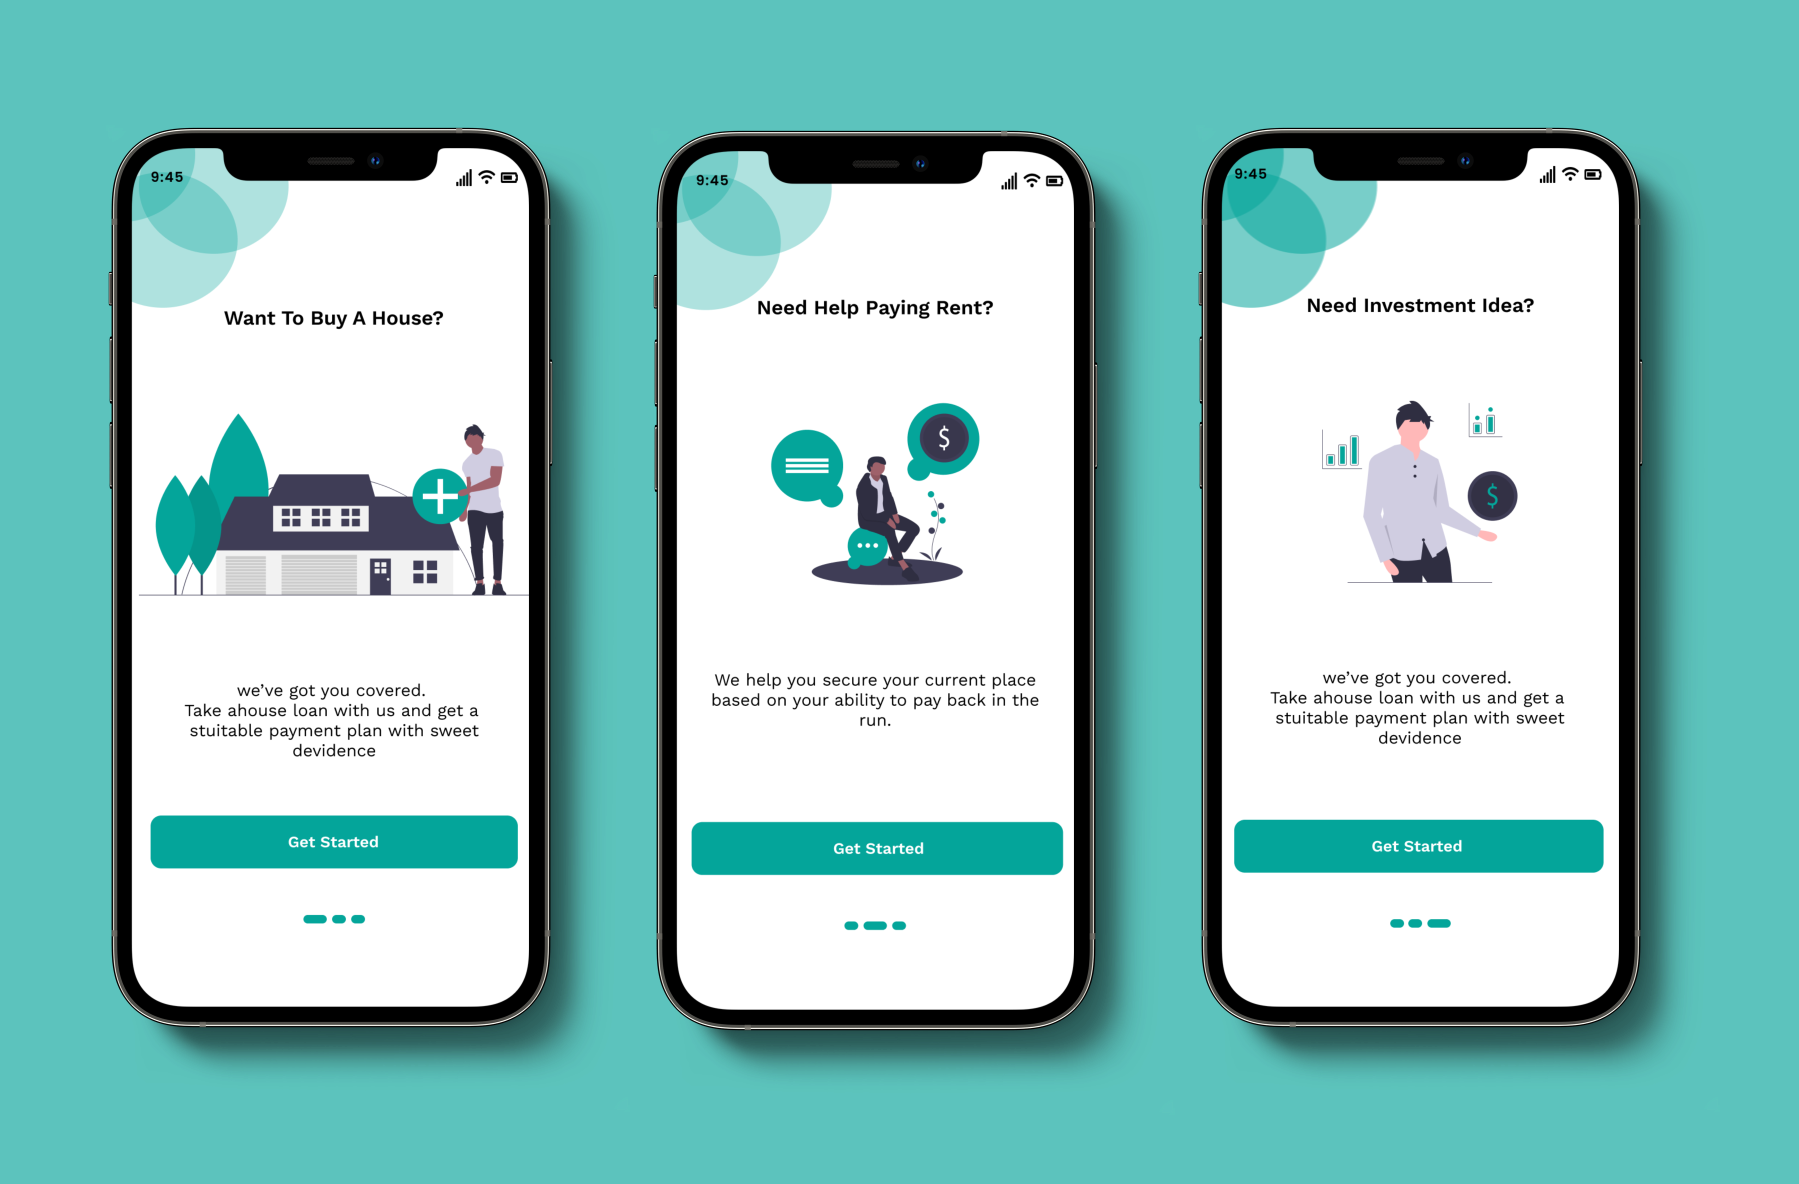 9:45
Want To Buy A House?
$
we've got you covered.
Take ahouse loan with us and get a
stuitable payment plan with sweet
devidence
Get Started
9:45
Need Help Paying Rent?
$
We help you secure your current place
based on your ability to pay back in the
run.
Get Started
9:45
Need Investment Idea?
$
we've got you covered.
Take ahouse loan with us and get a
stuitable payment plan with sweet
devidence
Get Started